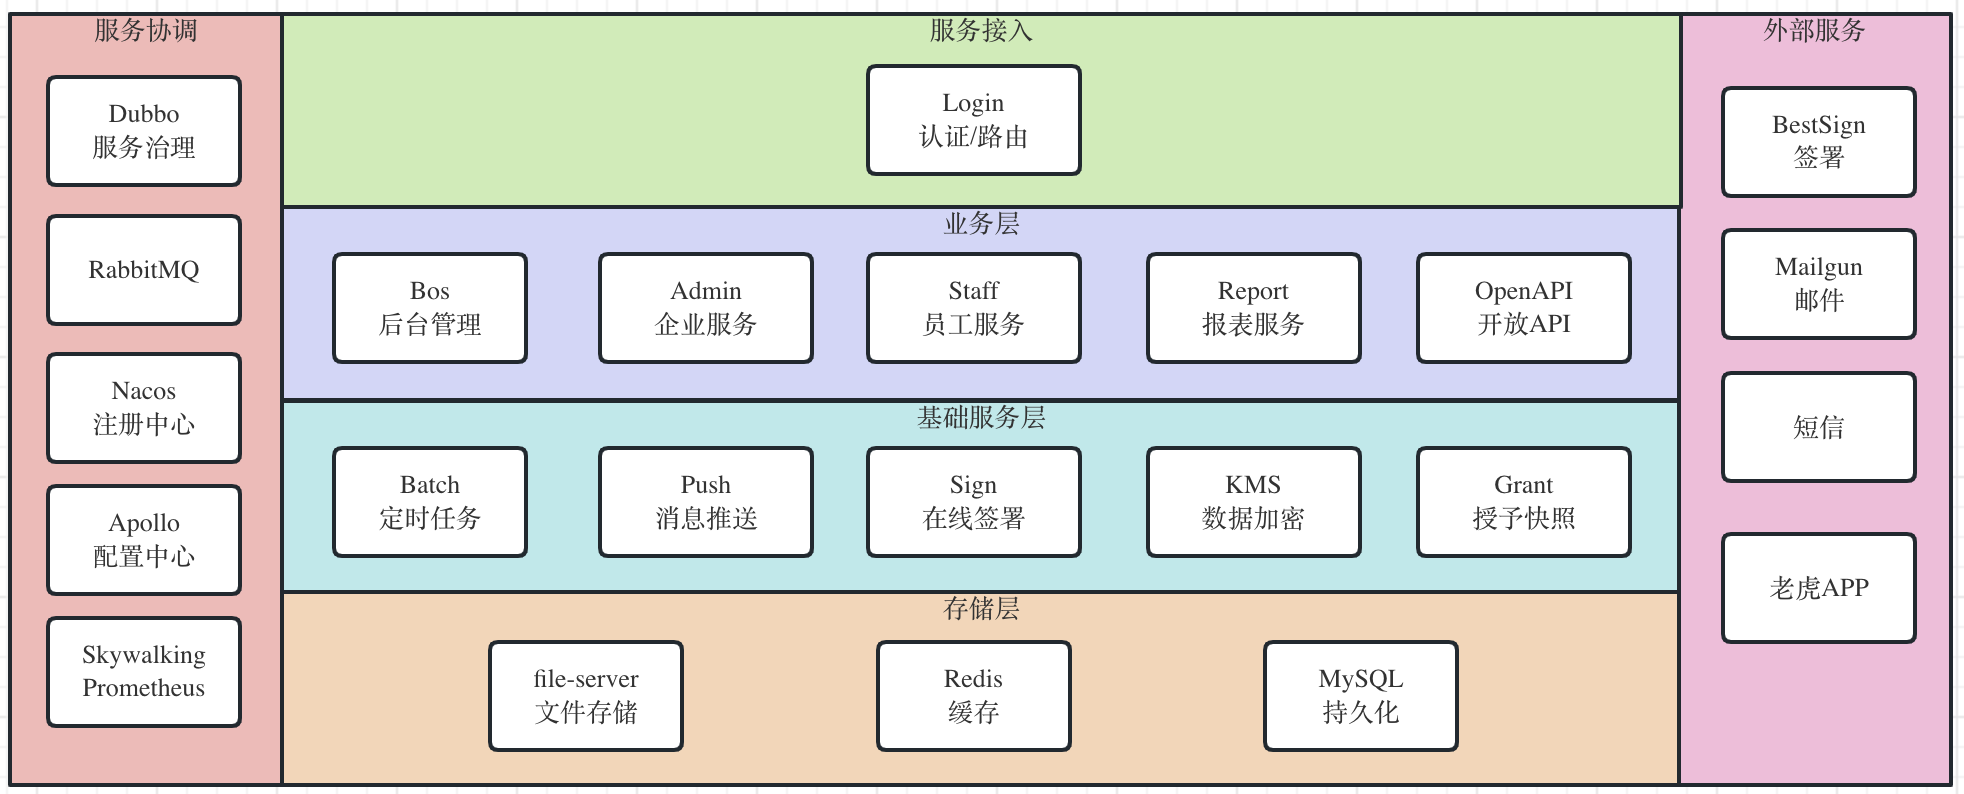 服务协调
Dubbo
服务治理
RabbitMQ
Nacos
注册中心
Apollo
配置中心
Skywalking
Prometheus
服务接入
Login
认证/路由
业务层
Bos
后台管理
Admin
企业服务
Staff
员工服务
Report
报表服务
OpenAPI
开放API
基础服务层
Batch
定时任务
Push
消息推送
Sign
在线签署
KMS
数据加密
Grant
授予快照
存储层
file-server
文件存储
Redis
缓存
MySQL
持久化
外部服务
BestSign
签署
Mailgun
邮件
短信
老虎APP